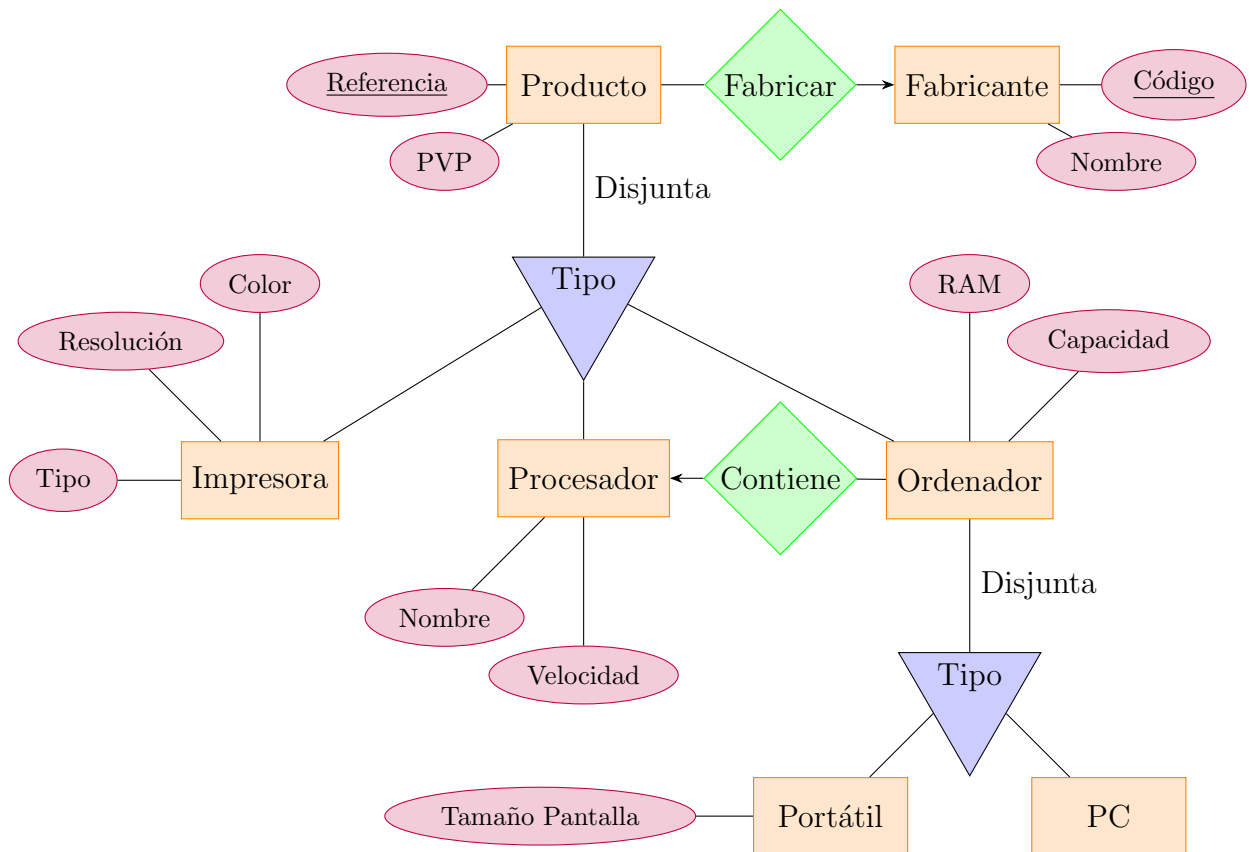 Referencia
Producto
Fabricar
Fabricante
Código
PVP
Nombre
Disjunta
Tipo
Color
RAM
Resolución
Capacidad
Tipo
Impresora
Procesador
Contiene
Ordenador
Disjunta
Nombre
Velocidad
Tipo
Tamaño Pantalla
Portátil
PC